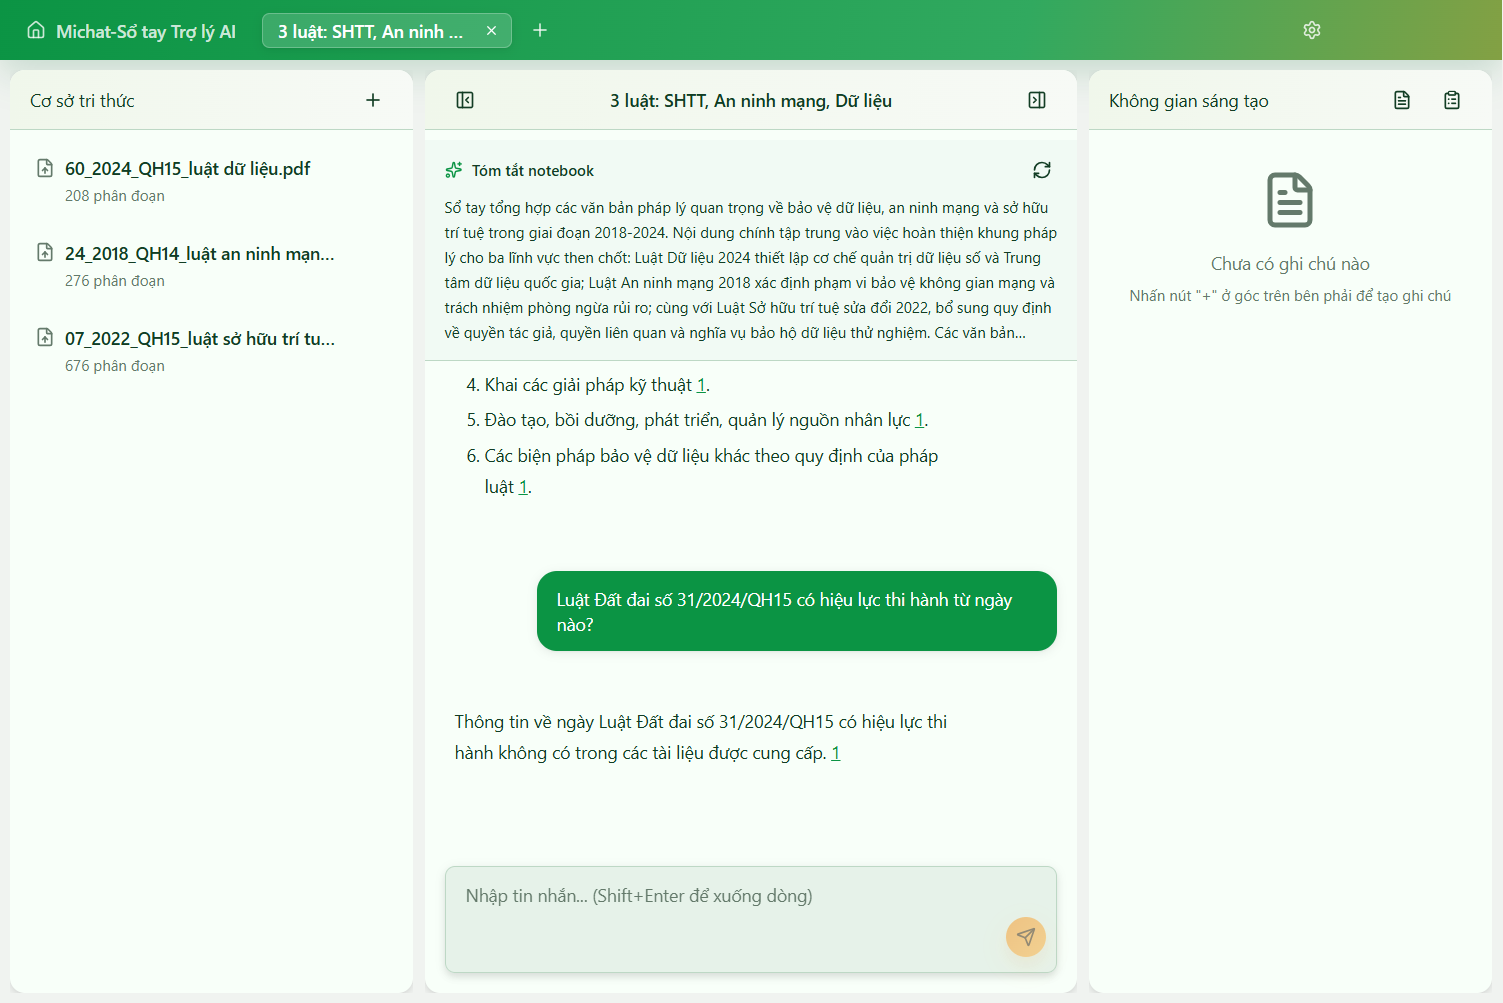 Michat-Sổ tay Trợ lý AI
3 luật: SHTT, An ninh ...
Cơ sở tri thức
60_2024_QH15_luật dữ liệu.pdf
208 phân đoạn
24_2018_QH14_luật an ninh mạn...
276 phân đoạn
07_2022_QH15_luật sở hữu trí tu...
676 phân đoạn
3 luật: SHTT, An ninh mạng, Dữ liệu
Tóm tắt notebook
Sổ tay tổng hợp các văn bản pháp lý quan trọng về bảo vệ dữ liệu, an ninh mạng và sở hữu
trí tuệ trong giai đoạn 2018-2024. Nội dung chính tập trung vào việc hoàn thiện khung pháp
lý cho ba lĩnh vực then chốt: Luật Dữ liệu 2024 thiết lập cơ chế quản trị dữ liệu số và Trung
tâm dữ liệu quốc gia; Luật An ninh mạng 2018 xác định phạm vi bảo vệ không gian mạng và
trách nhiệm phòng ngừa rủi ro; cùng với Luật Sở hữu trí tuệ sửa đổi 2022, bổ sung quy định
về quyền tác giả, quyền liên quan và nghĩa vụ bảo hộ dữ liệu thử nghiệm. Các văn bản...
4. Khai các giải pháp kỹ thuật 1.
5. Đào tạo, bồi dưỡng, phát triển, quản lý nguồn nhân lực 1.
6. Các biện pháp bảo vệ dữ liệu khác theo quy định của pháp
luật 1.
Luật Đất đai số 31/2024/QH15 có hiệu lực thi hành từ ngày
nào?
Thông tin về ngày Luật Đất đai số 31/2024/QH15 có hiệu lực thi
hành không có trong các tài liệu được cung cấp. 1
Nhập tin nhắn... (Shift+Enter để xuống dòng)
Không gian sáng tạo
Chưa có ghi chú nào
Nhấn nút "+" ở góc trên bên phải để tạo ghi chú